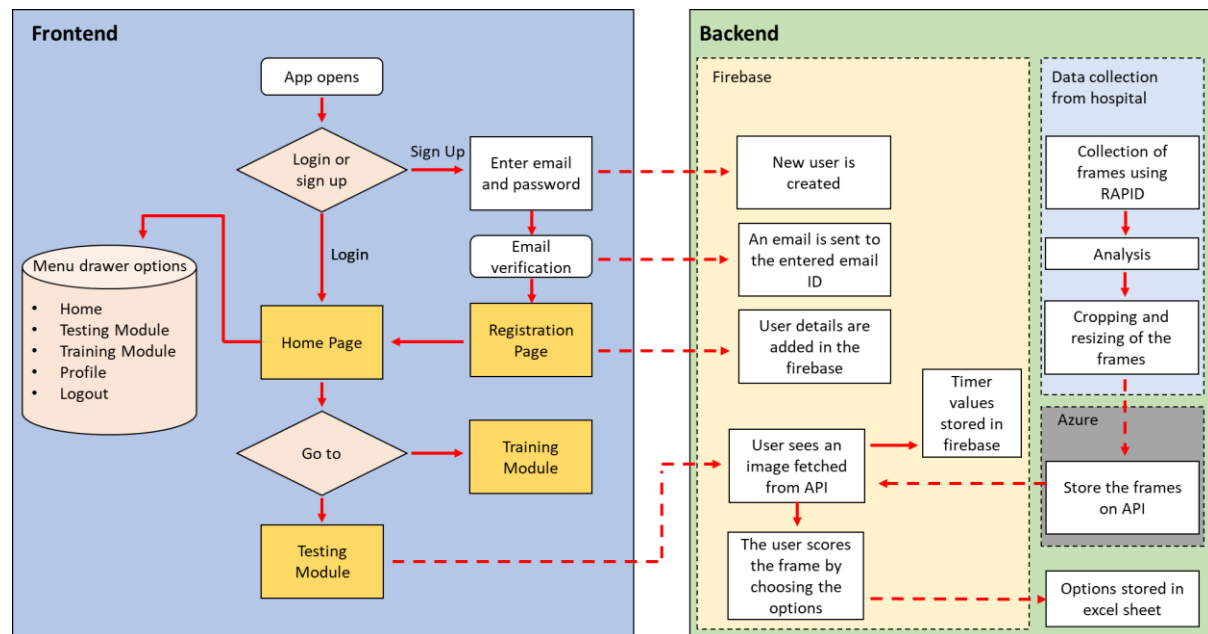 Frontend
App opens
Login or
sign up
Sign Up
Enter email
and password
Login
Email
verification
Menu drawer options
• Home
• Testing Module
• Training Module
• Profile
• Logout
Home Page
Registration
Page
Go to
Training
Module
Testing
Module
Backend
Firebase
New user is
created
An email is sent to
the entered email
ID
User details are
added in the
firebase
Timer
values
stored in
firebase
User sees an
image fetched
from API
The user scores
the frame by
choosing the
options
Data collection
from hospital
Collection of
frames using
RAPID
Analysis
Cropping and
resizing of the
frames
Azure
Store the frames
on API
Options stored in
excel sheet